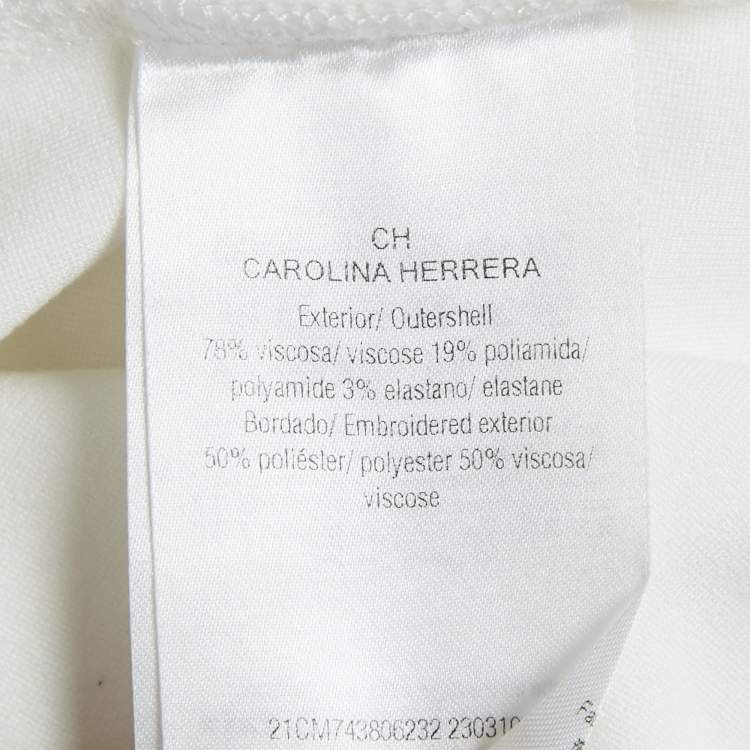 CH
CAROLINA HERRERA
Exterior/ Outershell
78% viscosa/ viscose 19% poliamida/
polyamide 3% elastano/ elastane
Bordado/ Embroidered exterior
50% poliéster/ polyester 50% viscosa/
viscose
21CM743806232